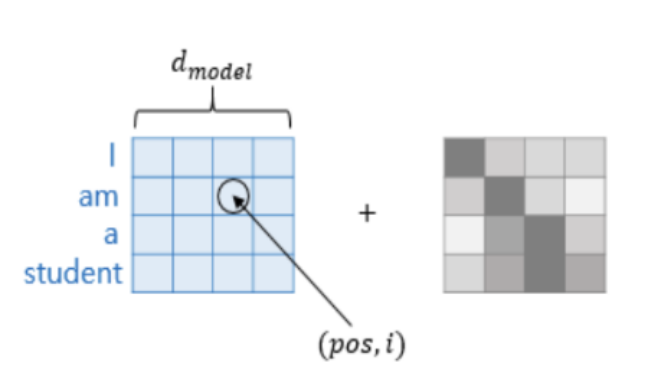 d_model
I
am
a
student
+
(pos, i)